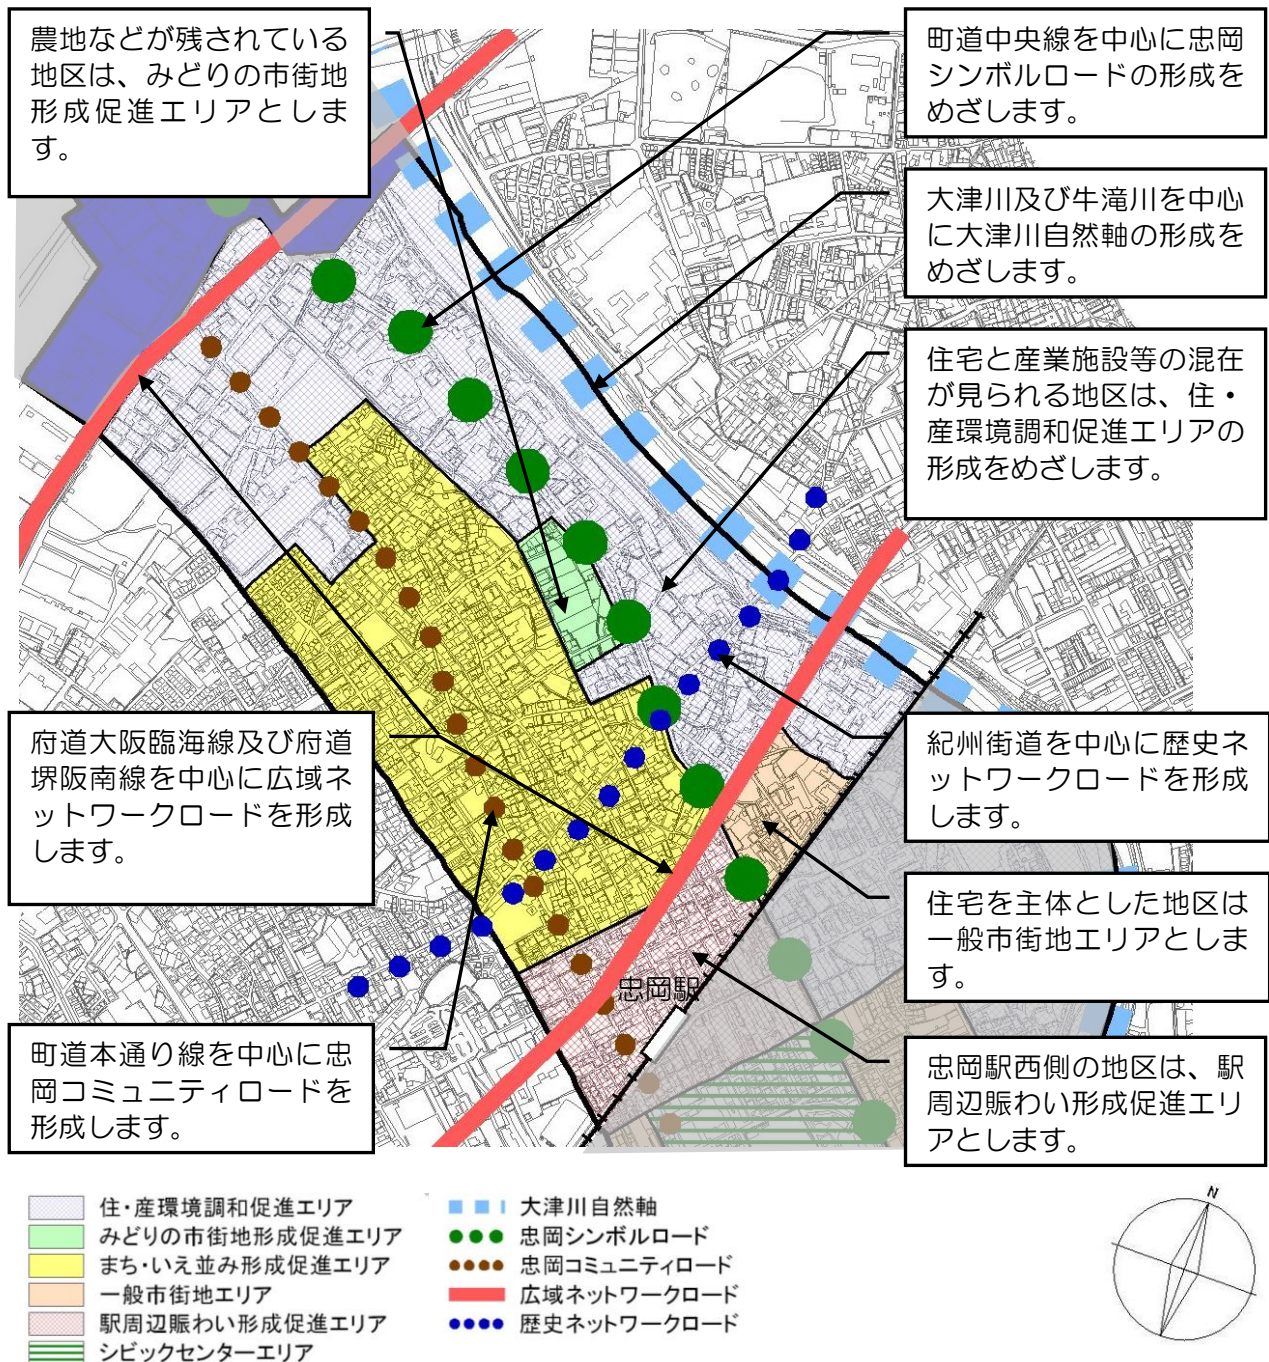 農地などが残されている
地区は、みどりの市街地
形成促進エリアとしま
す。
町道中央線を中心に忠岡
シンボルロードの形成を
めざします。
大津川及び牛滝川を中心
に大津川自然軸の形成を
めざします。
住宅と産業施設等の混在
が見られる地区は、住・
産環境調和促進エリアの
形成をめざします。
府道大阪臨海線及び府道
堺阪南線を中心に広域ネ
ットワークロードを形成
します。
紀州街道を中心に歴史ネ
ットワークロードを形成
します。
住宅を主体とした地区は
一般市街地エリアとしま
す。
忠岡駅
町道本通り線を中心に忠
岡コミュニティロードを
形成します。
忠岡駅西側の地区は、駅
周辺賑わい形成促進エリ
アとします。
住・産環境調和促進エリア
みどりの市街地形成促進エリア
まち・いえ並み形成促進エリア
一般市街地エリア
駅周辺賑わい形成促進エリア
シビックセンターエリア
大津川自然軸
忠岡シンボルロード
忠岡コミュニティロード
広域ネットワークロード
歴史ネットワークロード
N